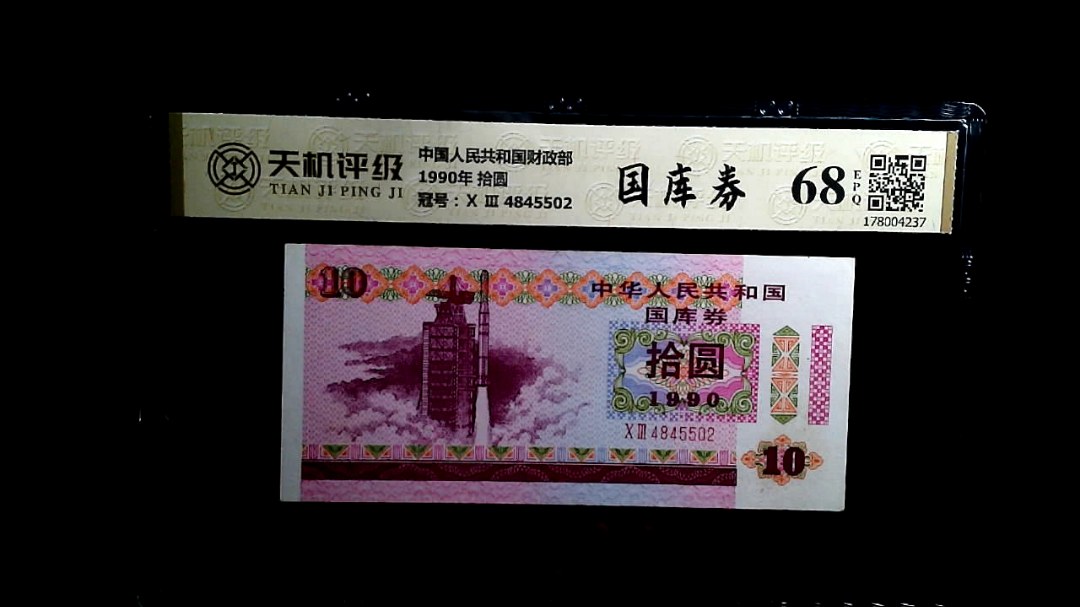 天机评级
TIAN JI PING JI
中国人民共和国财政部
1990年 拾圆
冠号：X III 4845502
国库券
68
EPQ
178004237
10
中华人民共和国
国库券
拾圆
1990
X III 4845502
10